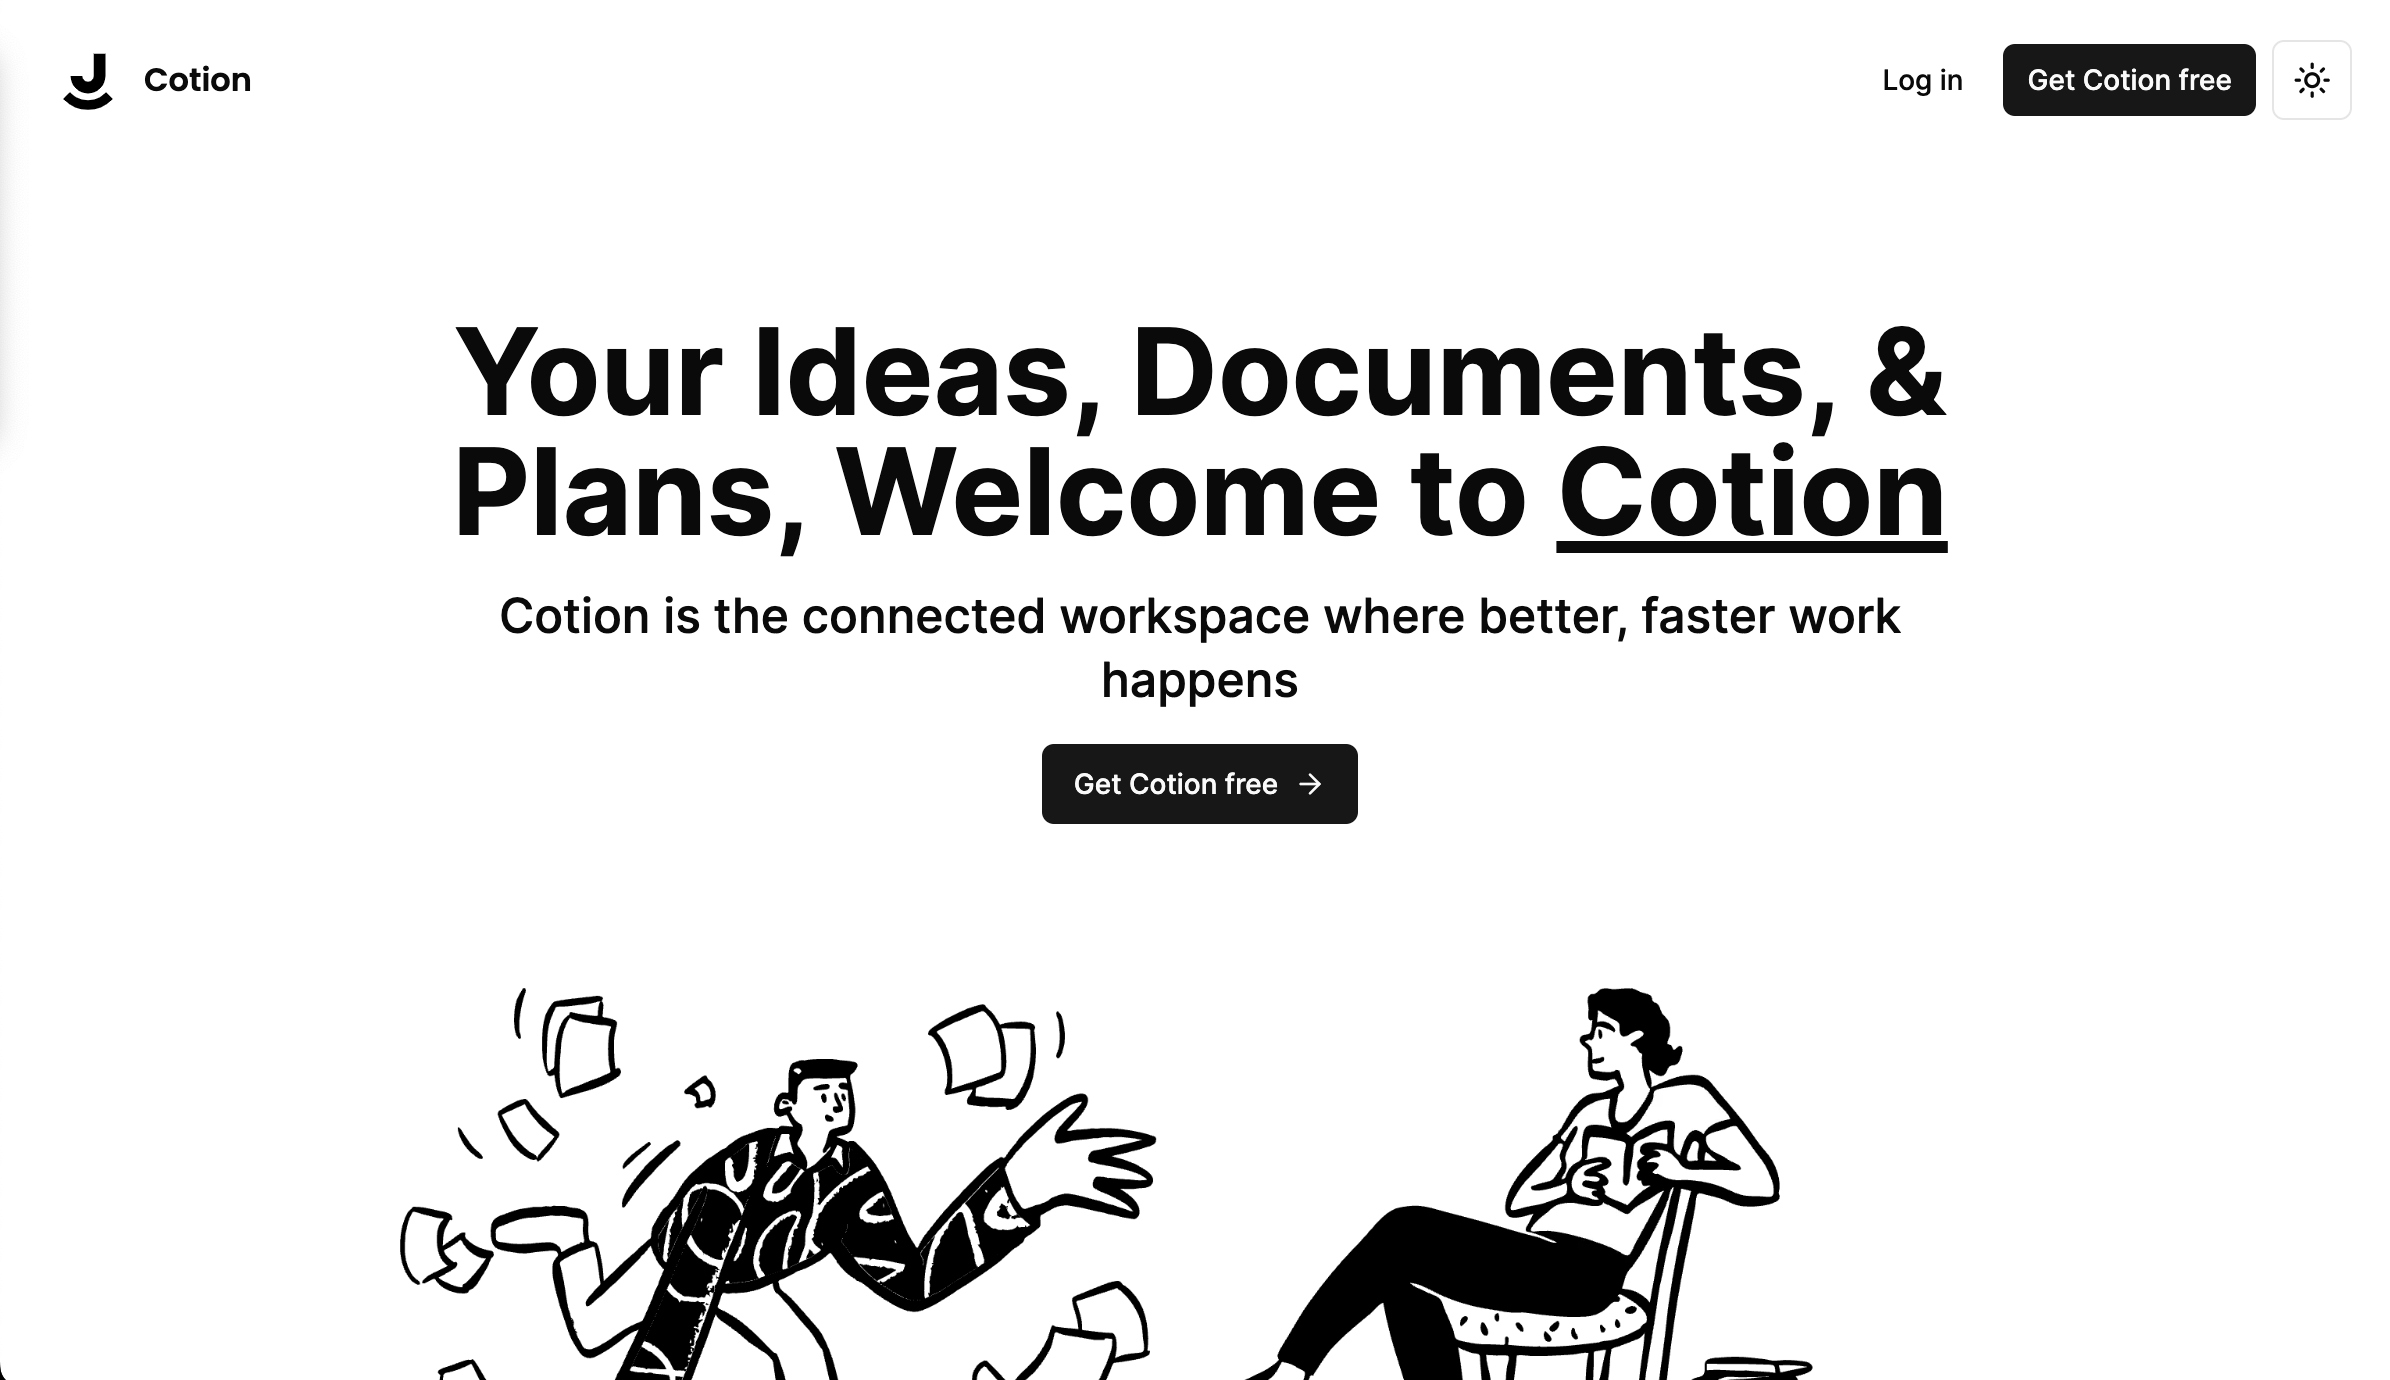 Cotion
Log in
Get Cotion free
Your Ideas, Documents, &
Plans, Welcome to Cotion
Cotion is the connected workspace where better, faster work
happens
Get Cotion free →